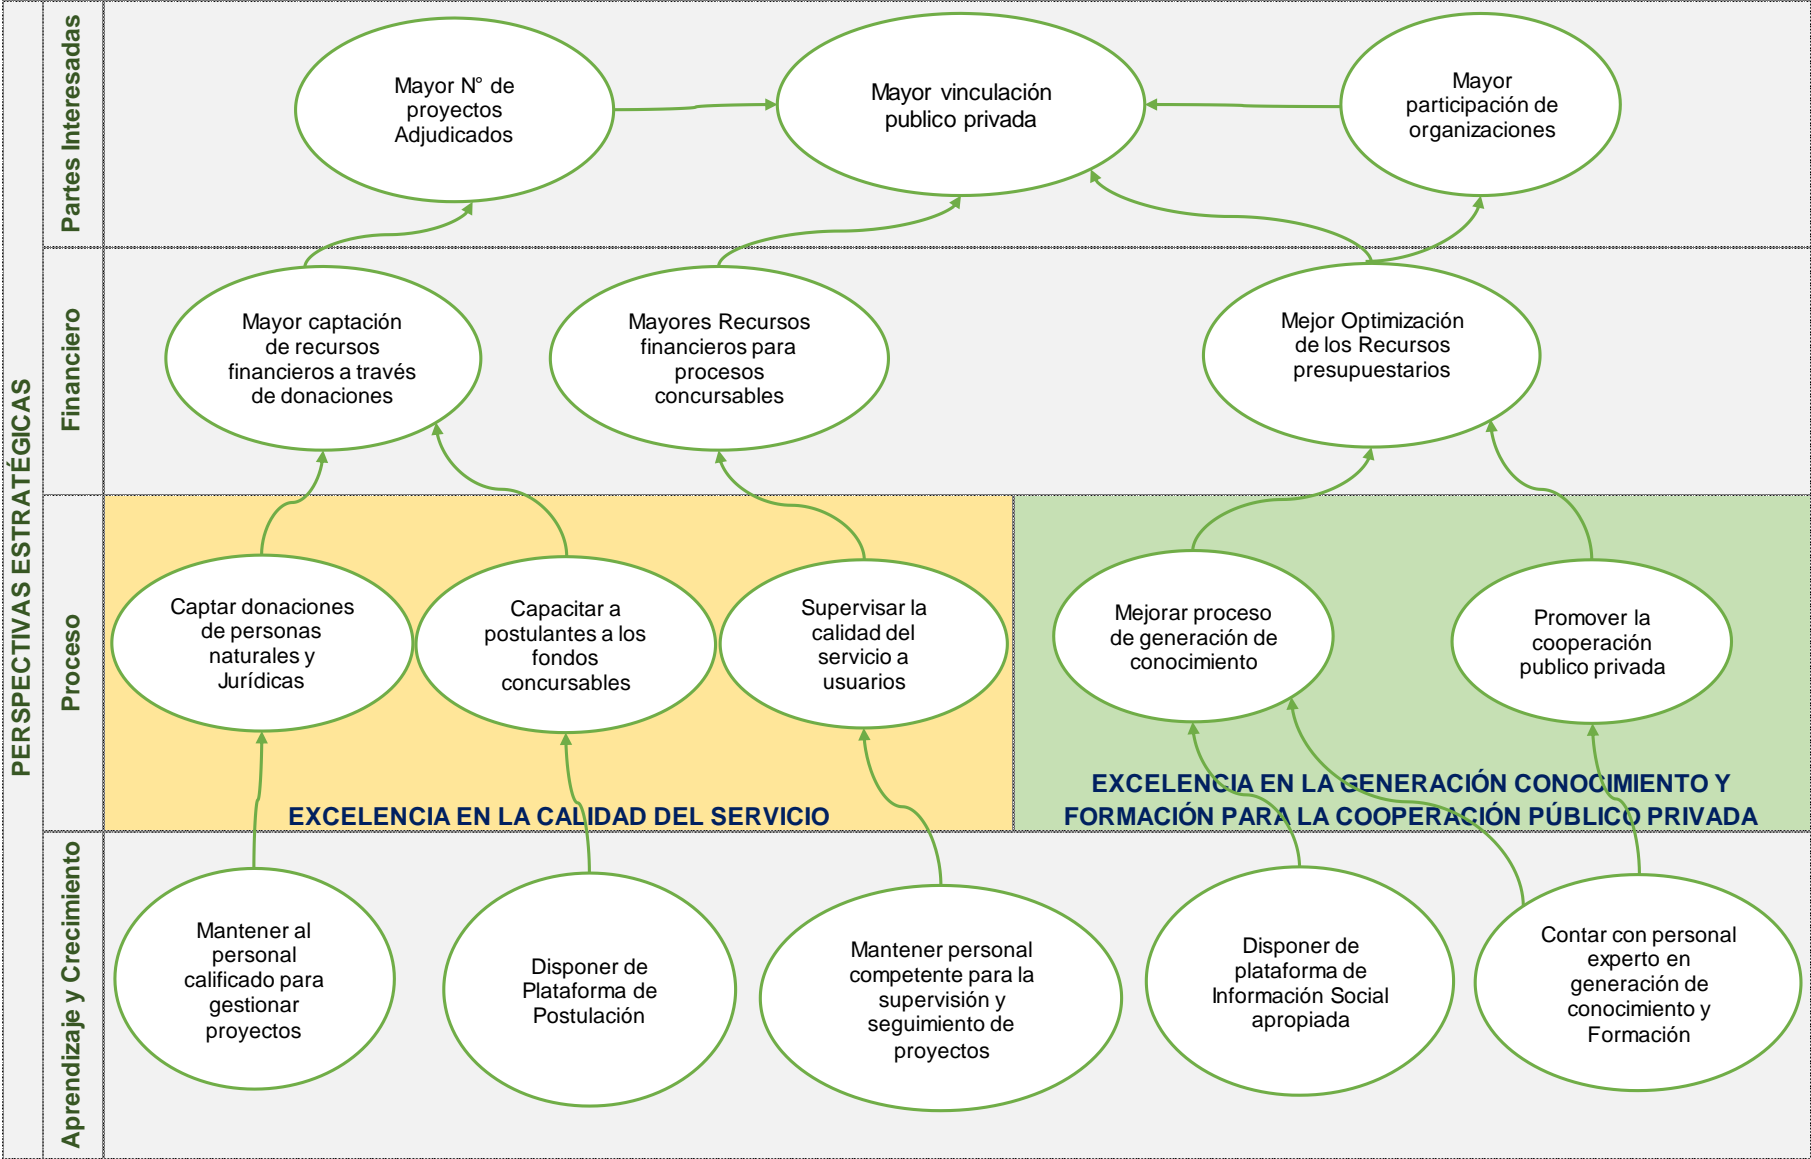 PERSPECTIVAS ESTRATÉGICAS
Partes Interesadas
Mayor N° de
proyectos
Adjudicados
Mayor vinculación
publico privada
Mayor
participación de
organizaciones
Financiero
Mayor captación
de recursos
financieros a través
de donaciones
Mayores Recursos
financieros para
procesos
concursables
Mejor Optimización
de los Recursos
presupuestarios
Proceso
Captar donaciones
de personas
naturales y
Jurídicas
Capacitar a
postulantes a los
fondos
concursables
Supervisar la
calidad del
servicio a
usuarios
Mejorar proceso
de generación de
conocimiento
Promover la
cooperación
publico privada
EXCELENCIA EN LA CALIDAD DEL SERVICIO
EXCELENCIA EN LA GENERACIÓN CONOCIMIENTO Y
FORMACIÓN PARA LA COOPERACIÓN PÚBLICO PRIVADA
Aprendizaje y Crecimiento
Mantener al
personal
calificado para
gestionar
proyectos
Disponer de
Plataforma de
Postulación
Mantener personal
competente para la
supervisión y
seguimiento de
proyectos
Disponer de
plataforma de
Información Social
apropiada
Contar con personal
experto en
generación de
conocimiento y
Formación